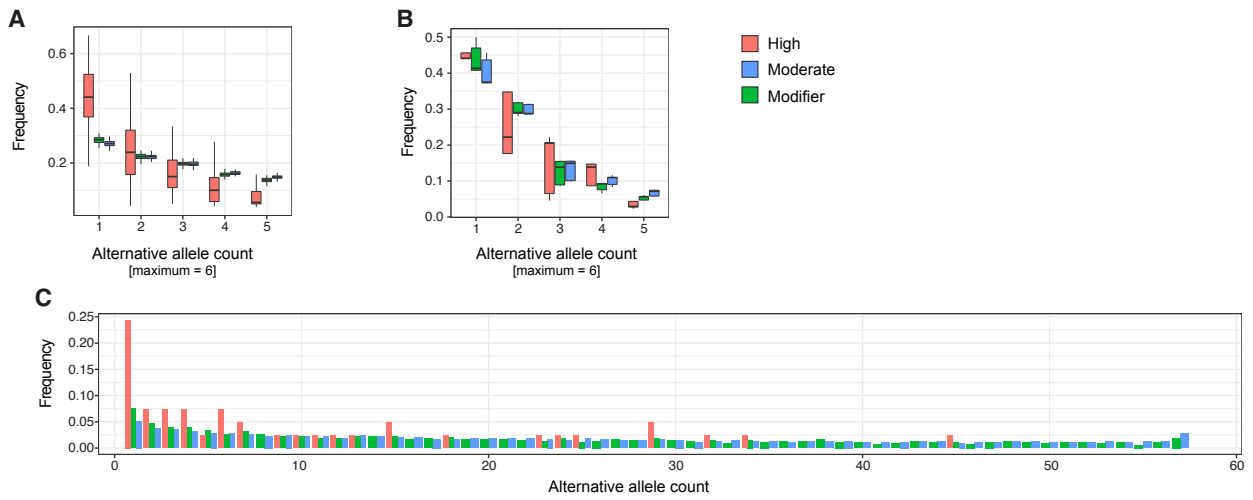 A
Frequency
0.6
0.4
0.2
1 2 3 4 5
Alternative allele count
[maximum = 6]
B
Frequency
0.5
0.4
0.3
0.2
0.1
0.0
1 2 3 4 5
Alternative allele count
[maximum = 6]
High
Moderate
Modifier
C
Frequency
0.25
0.20
0.15
0.10
0.05
0.00
0 10 20 30 40 50 60
Alternative allele count